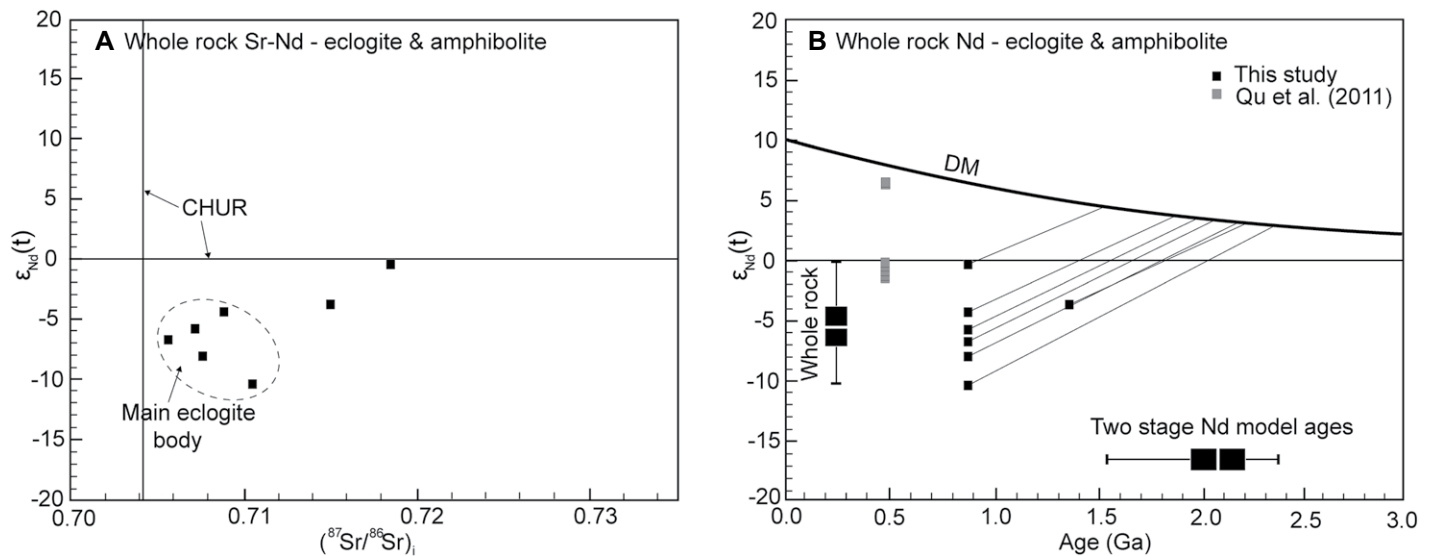 A Whole rock Sr-Nd - eclogite & amphibolite
20
15
10
5
0
-5
-10
-15
-20
εNd(t)
CHUR
Main eclogite
body
0.70
0.71
0.72
0.73
(⁸⁷Sr/⁸⁶Sr)i
B Whole rock Nd - eclogite & amphibolite
This study
Qu et al. (2011)
20
15
10
5
0
-5
-10
-15
-20
εNd(t)
DM
Whole rock
Two stage Nd model ages
0.0
0.5
1.0
1.5
2.0
2.5
3.0
Age (Ga)